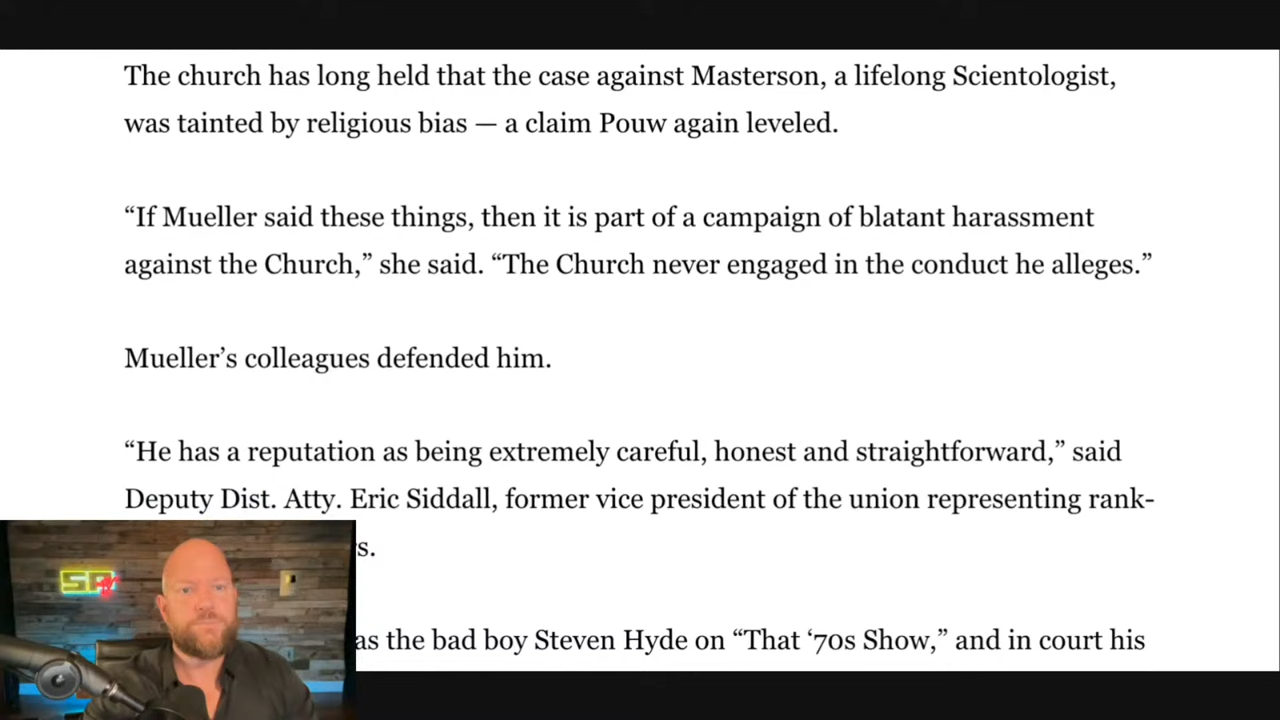 The church has long held that the case against Masterson, a lifelong Scientologist,
was tainted by religious bias — a claim Pouw again leveled.
“If Mueller said these things, then it is part of a campaign of blatant harassment
against the Church,” she said. “The Church never engaged in the conduct he alleges.”
Mueller’s colleagues defended him.
“He has a reputation as being extremely careful, honest and straightforward,” said
Deputy Dist. Atty. Eric Siddall, former vice president of the union representing rank-
s.
as the bad boy Steven Hyde on “That ‘70s Show,” and in court his